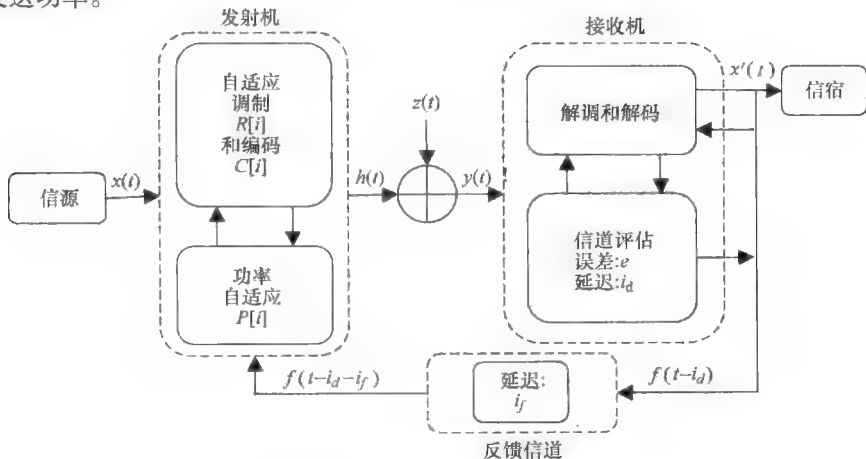 功率。
发射机
接收机
自适应
调制
R[i]
和编码
C[i]
功率
自适应
P[i]
信源
x(t)
h(t)
z(t)
y(t)
解调和解码
信道评估
误差:e
延迟:i_d
x'(t)
信宿
f(t-i_d-i_f)
延迟:
i_f
f(t-i_d)
反馈信道